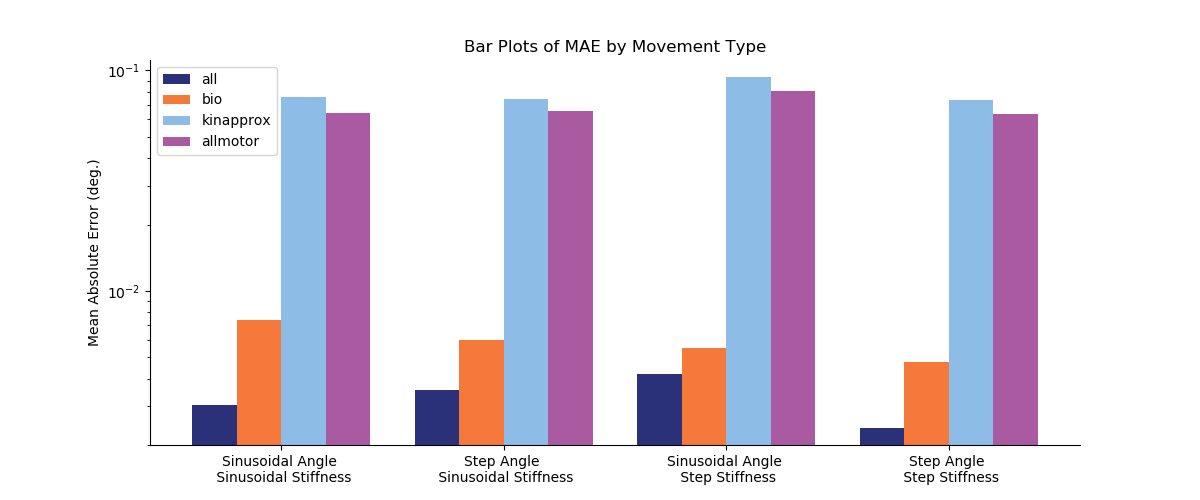 Bar Plots of MAE by Movement Type
all
bio
kinapprox
allmotor
Mean Absolute Error (deg.)
10⁻¹
10⁻²
Sinusoidal Angle
Sinusoidal Stiffness
Step Angle
Sinusoidal Stiffness
Sinusoidal Angle
Step Stiffness
Step Angle
Step Stiffness